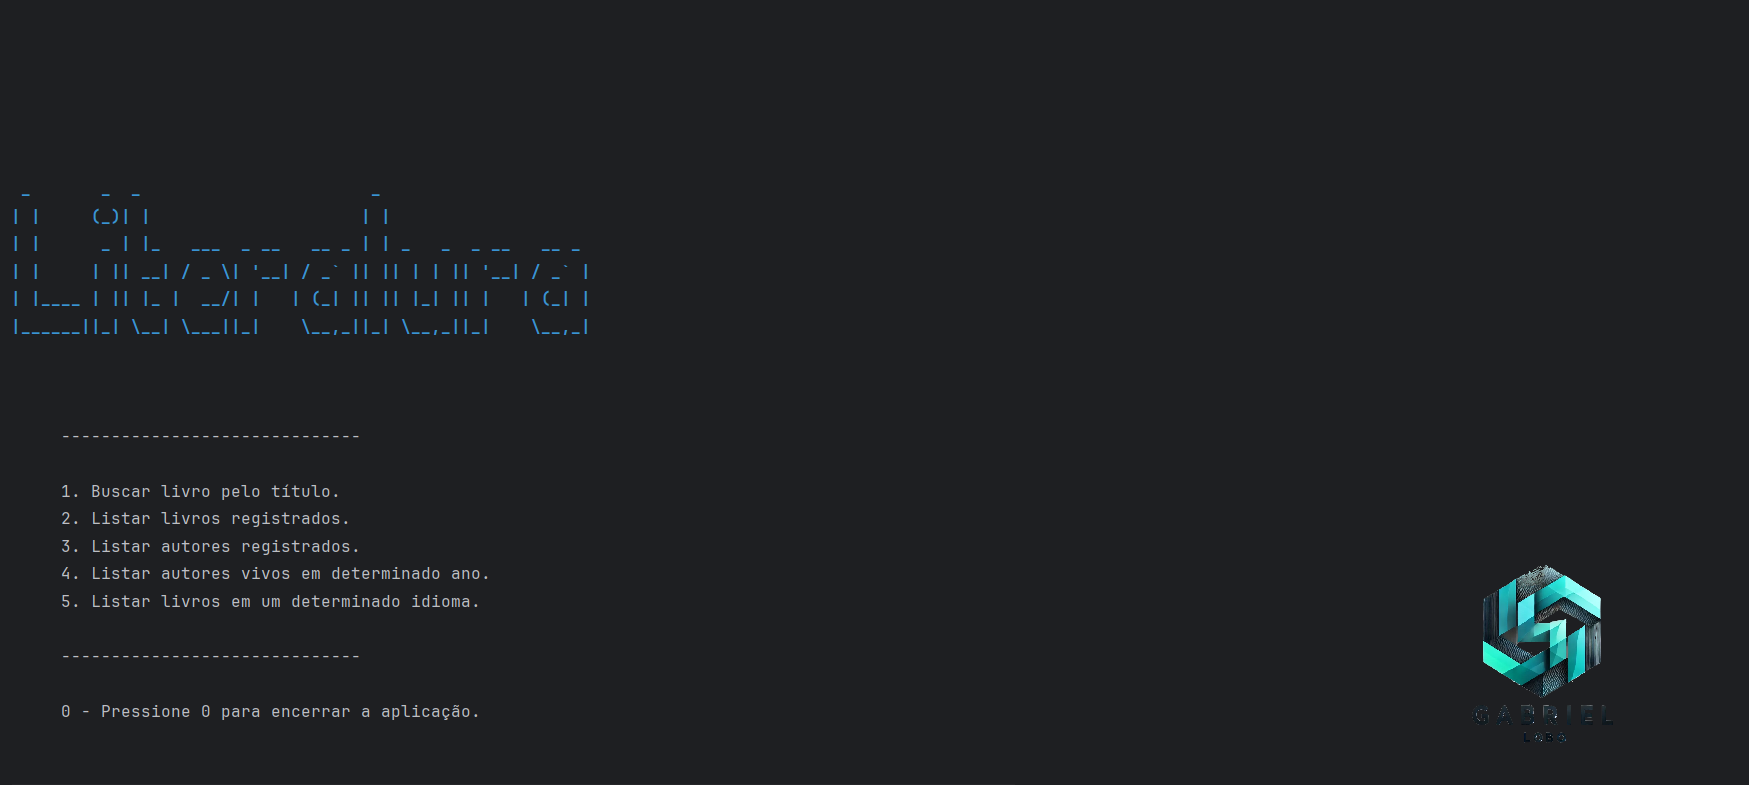 Literalura
------------------------------
1. Buscar livro pelo título.
2. Listar livros registrados.
3. Listar autores registrados.
4. Listar autores vivos em determinado ano.
5. Listar livros em um determinado idioma.
------------------------------
0 - Pressione 0 para encerrar a aplicação.
GABRIEL
LABS